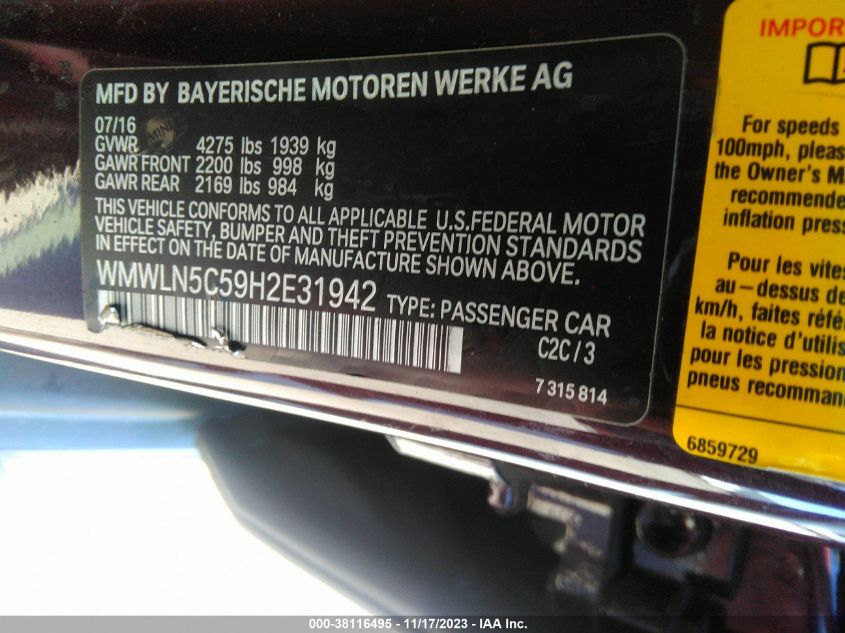 MFD BY BAYERISCHE MOTOREN WERKE AG
07/16
MINI
GVWR 4275 lbs 1939 kg
GAWR FRONT 2200 lbs 998 kg
GAWR REAR 2169 lbs 984 kg
THIS VEHICLE CONFORMS TO ALL APPLICABLE U.S.FEDERAL MOTOR
VEHICLE SAFETY, BUMPER AND THEFT PREVENTION STANDARDS
IN EFFECT ON THE DATE OF MANUFACTURE SHOWN ABOVE.
WMWLN5C59H2E31942 TYPE: PASSENGER CAR
C2C/3
7 315 814
IMPOR
For speeds
100mph, pleas
the Owner's M
recommende
inflation press
Pour les vites
au-dessus de
km/h, faites réfé
la notice d'utilis
pour les pression
pneus recomman
6859729
000-38116495 - 11/17/2023 - IAA Inc.